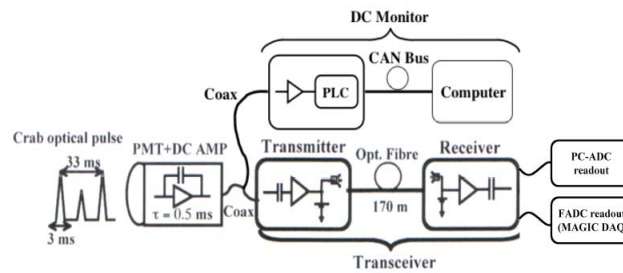 DC Monitor
CAN Bus
PLC
Computer
Coax
Crab optical pulse
PMT+DC AMP
Transmitter
Opt. Fibre
Receiver
PC-ADC
readout
33 ms
τ = 0.5 ms
Coax
170 m
FADC readout
(MAGIC DAQ
3 ms
Transceiver